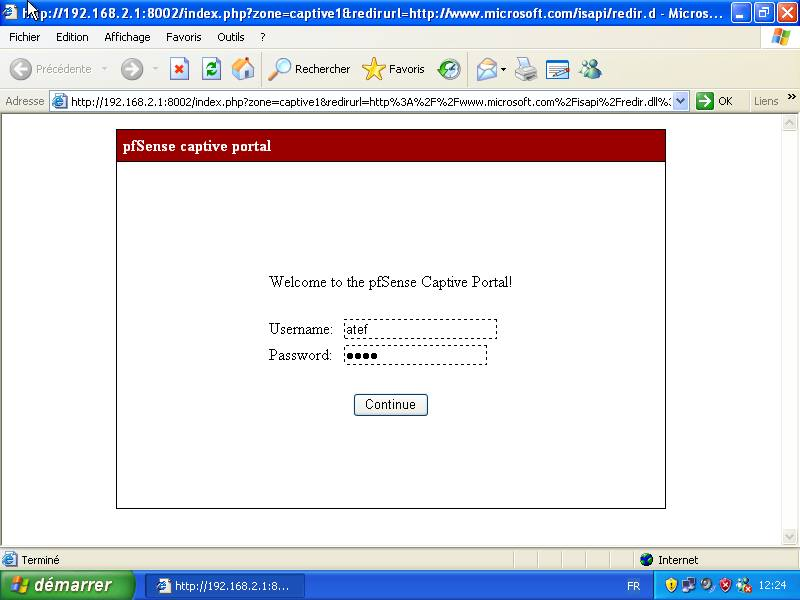 http://192.168.2.1:8002/index.php?zone=captive1&redirurl=http://www.microsoft.com/isapi/redir.d - Micros...
Fichier Edition Affichage Favoris Outils ?
Précédente Rechercher Favoris
Adresse http://192.168.2.1:8002/index.php?zone=captive1&redirurl=http%3A%2F%2Fwww.microsoft.com%2Fisapi%2Fredir.dll%3 OK Liens »
pfSense captive portal
Welcome to the pfSense Captive Portal!
Username: atef
Password: ●●●●
Continue
Terminé Internet
démarrer http://192.168.2.1:8... FR 12:24